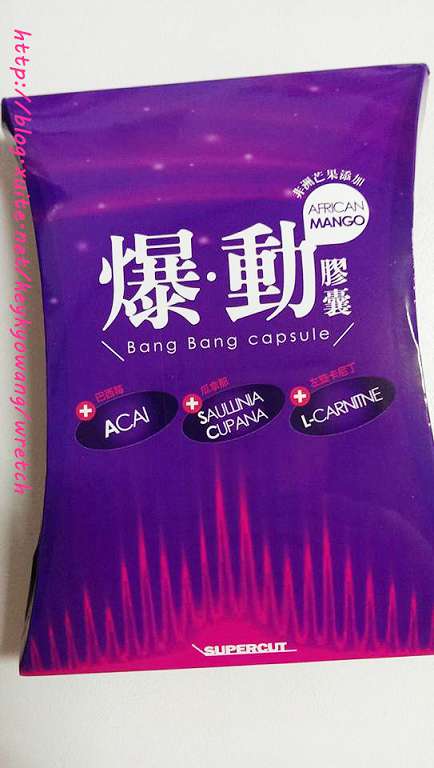 http://blog.xuite.net/keykyowung/wretch
非洲芒果添加
AFRICAN
MANGO
爆·動
膠囊
Bang Bang capsule
巴西莓
ACAI
瓜拿那
SAULLINIA
CUPANA
左旋卡尼丁
L-CARNITINE
SUPERCUT